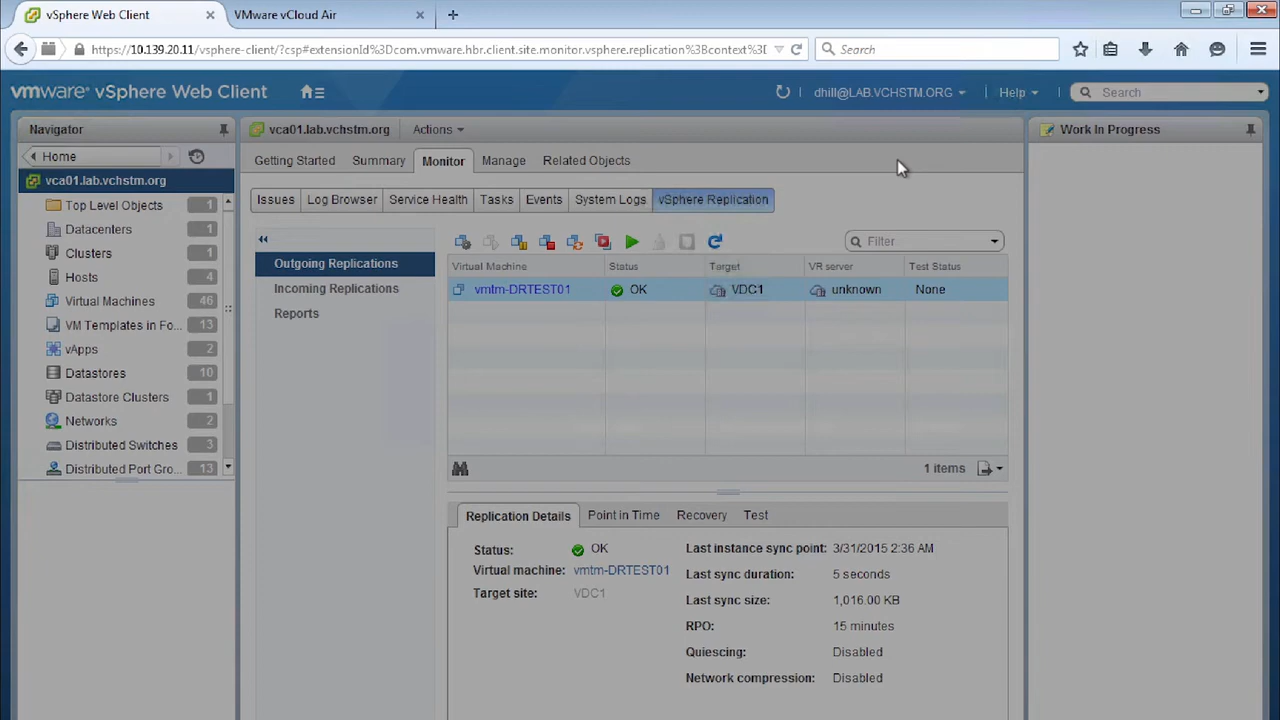 vSphere Web Client
VMware vCloud Air
https://10.139.20.11/vsphere-client/?csp#extensionId%3Dcom.vmware.hbr.client.site.monitor.vsphere.replication%3Bcontext%3D
Search
vmware® vSphere Web Client
dhill@LAB.VCHSTM.ORG
Help
Search
Navigator
Home
vca01.lab.vchstm.org
Top Level Objects 1
Datacenters 1
Clusters 1
Hosts 4
Virtual Machines 46
VM Templates in Fo... 13
vApps 2
Datastores 10
Datastore Clusters 1
Networks 2
Distributed Switches 3
Distributed Port Gro... 13
vca01.lab.vchstm.org Actions
Getting Started Summary Monitor Manage Related Objects
Issues Log Browser Service Health Tasks Events System Logs vSphere Replication
Outgoing Replications
Incoming Replications
Reports
Filter
Virtual Machine Status Target VR server Test Status
vmtm-DRTEST01 OK VDC1 unknown None
1 items
Replication Details Point in Time Recovery Test
Status: OK
Virtual machine: vmtm-DRTEST01
Target site: VDC1
Last instance sync point: 3/31/2015 2:36 AM
Last sync duration: 5 seconds
Last sync size: 1,016.00 KB
RPO: 15 minutes
Quiescing: Disabled
Network compression: Disabled
Work In Progress